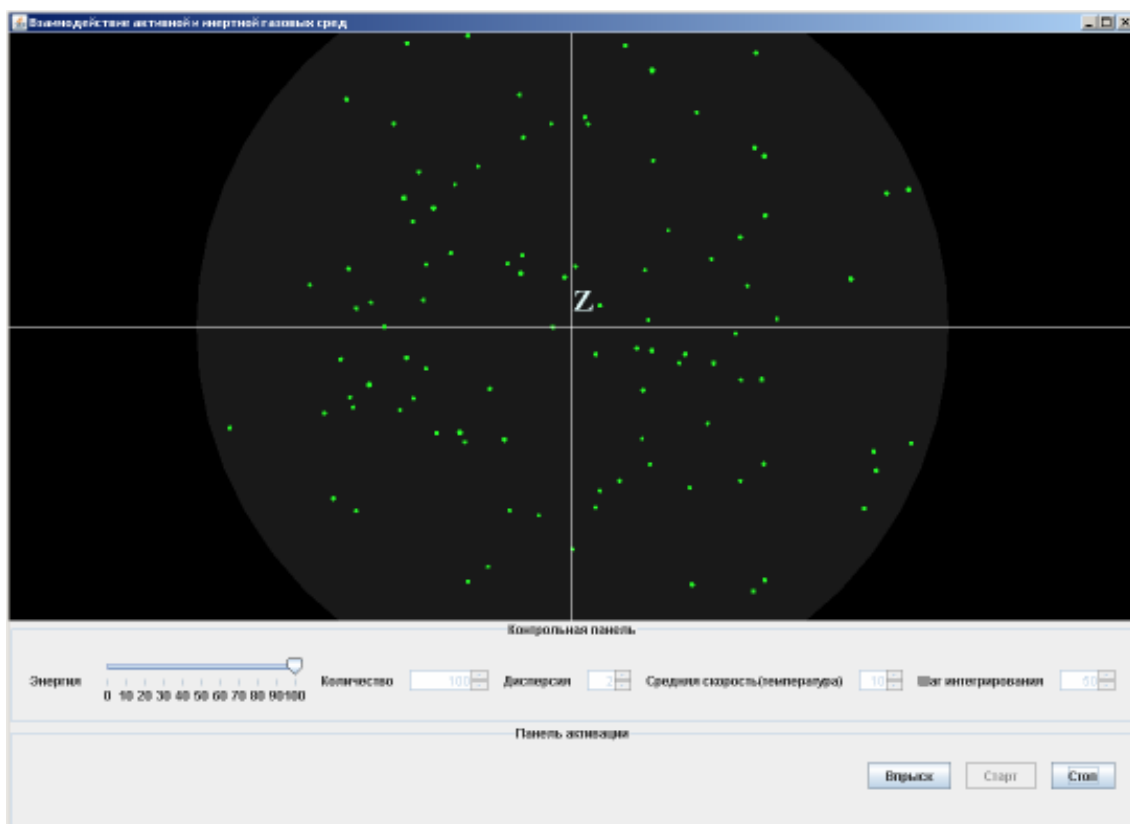 Взаимодействие активной и инертной газовых сред
Z
Контрольная панель
Энергия 0 10 20 30 40 50 60 70 80 90100 Количество 100 Дисперсия 2 Средняя скорость(температура) 10 Шаг интегрирования 60
Панель активации
Впрыск Старт Стоп